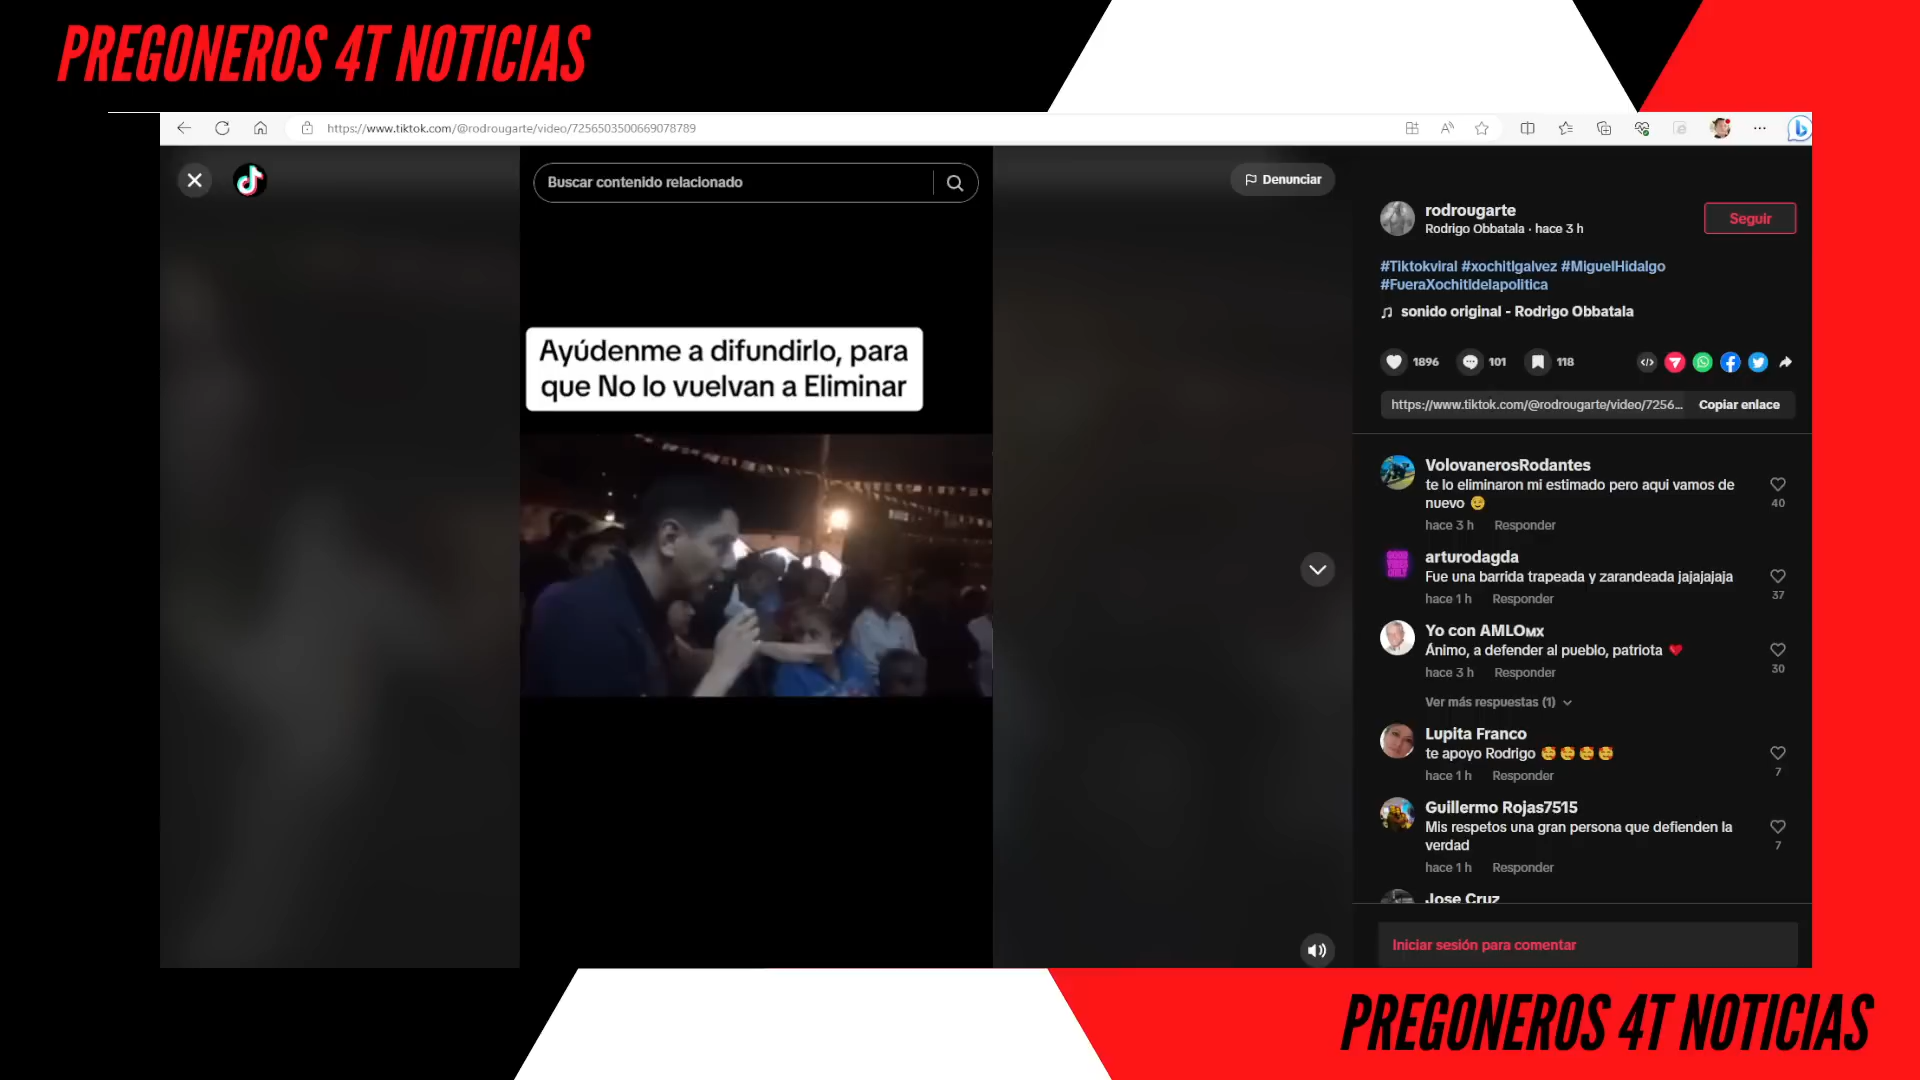 PREGONEROS 4T NOTICIAS
https://www.tiktok.com/@rodrougarte/video/7256503500669078789
Buscar contenido relacionado
Denunciar
rodrougarte
Rodrigo Obbatala · hace 3 h
Seguir
#Tiktokviral #xochitlgalvez #MiguelHidalgo
#FueraXochitldelapolitica
sonido original - Rodrigo Obbatala
1896
101
118
https://www.tiktok.com/@rodrougarte/video/7256...
Copiar enlace
Ayúdenme a difundirlo, para
que No lo vuelvan a Eliminar
VolovanerosRodantes
te lo eliminaron mi estimado pero aqui vamos de
nuevo 😉
40
hace 3 h Responder
arturodagda
Fue una barrida trapeada y zarandeada jajajajaja
37
hace 1 h Responder
Yo con AMLOMX
Ánimo, a defender al pueblo, patriota ♥
30
hace 3 h Responder
Ver más respuestas (1)
Lupita Franco
te apoyo Rodrigo 🥰🥰🥰🥰
7
hace 1 h Responder
Guillermo Rojas7515
Mis respetos una gran persona que defienden la
verdad
7
hace 1 h Responder
Jose Cruz
Iniciar sesión para comentar
PREGONEROS 4T NOTICIAS